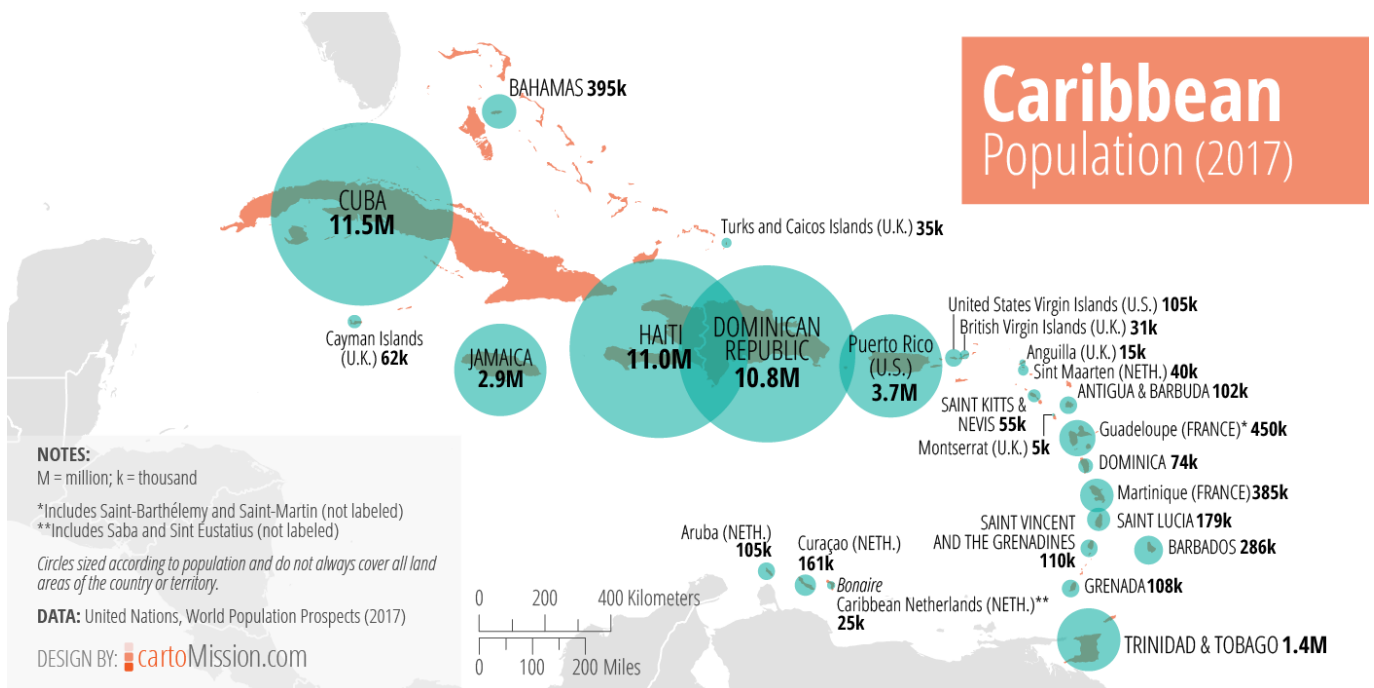 Caribbean
Population (2017)
BAHAMAS 395k
CUBA
11.5M
Turks and Caicos Islands (U.K.) 35k
Cayman Islands
(U.K.) 62k
JAMAICA
2.9M
HAITI
11.0M
DOMINICAN
REPUBLIC
10.8M
Puerto Rico
(U.S.)
3.7M
United States Virgin Islands (U.S.) 105k
British Virgin Islands (U.K.) 31k
Anguilla (U.K.) 15k
Sint Maarten (NETH.) 40k
ANTIGUA & BARBUDA 102k
SAINT KITTS &
NEVIS 55k
Montserrat (U.K.) 5k
Guadeloupe (FRANCE)* 450k
DOMINICA 74k
Martinique (FRANCE) 385k
SAINT LUCIA 179k
SAINT VINCENT
AND THE GRENADINES
110k
BARBADOS 286k
GRENADA 108k
TRINIDAD & TOBAGO 1.4M
Aruba (NETH.)
105k
Curaçao (NETH.)
161k
Bonaire
Caribbean Netherlands (NETH.)**
25k
NOTES:
M = million; k = thousand
*Includes Saint-Barthélemy and Saint-Martin (not labeled)
**Includes Saba and Sint Eustatius (not labeled)
Circles sized according to population and do not always cover all land
areas of the country or territory.
DATA: United Nations, World Population Prospects (2017)
DESIGN BY: cartoMission.com
0 200 400 Kilometers
0 100 200 Miles